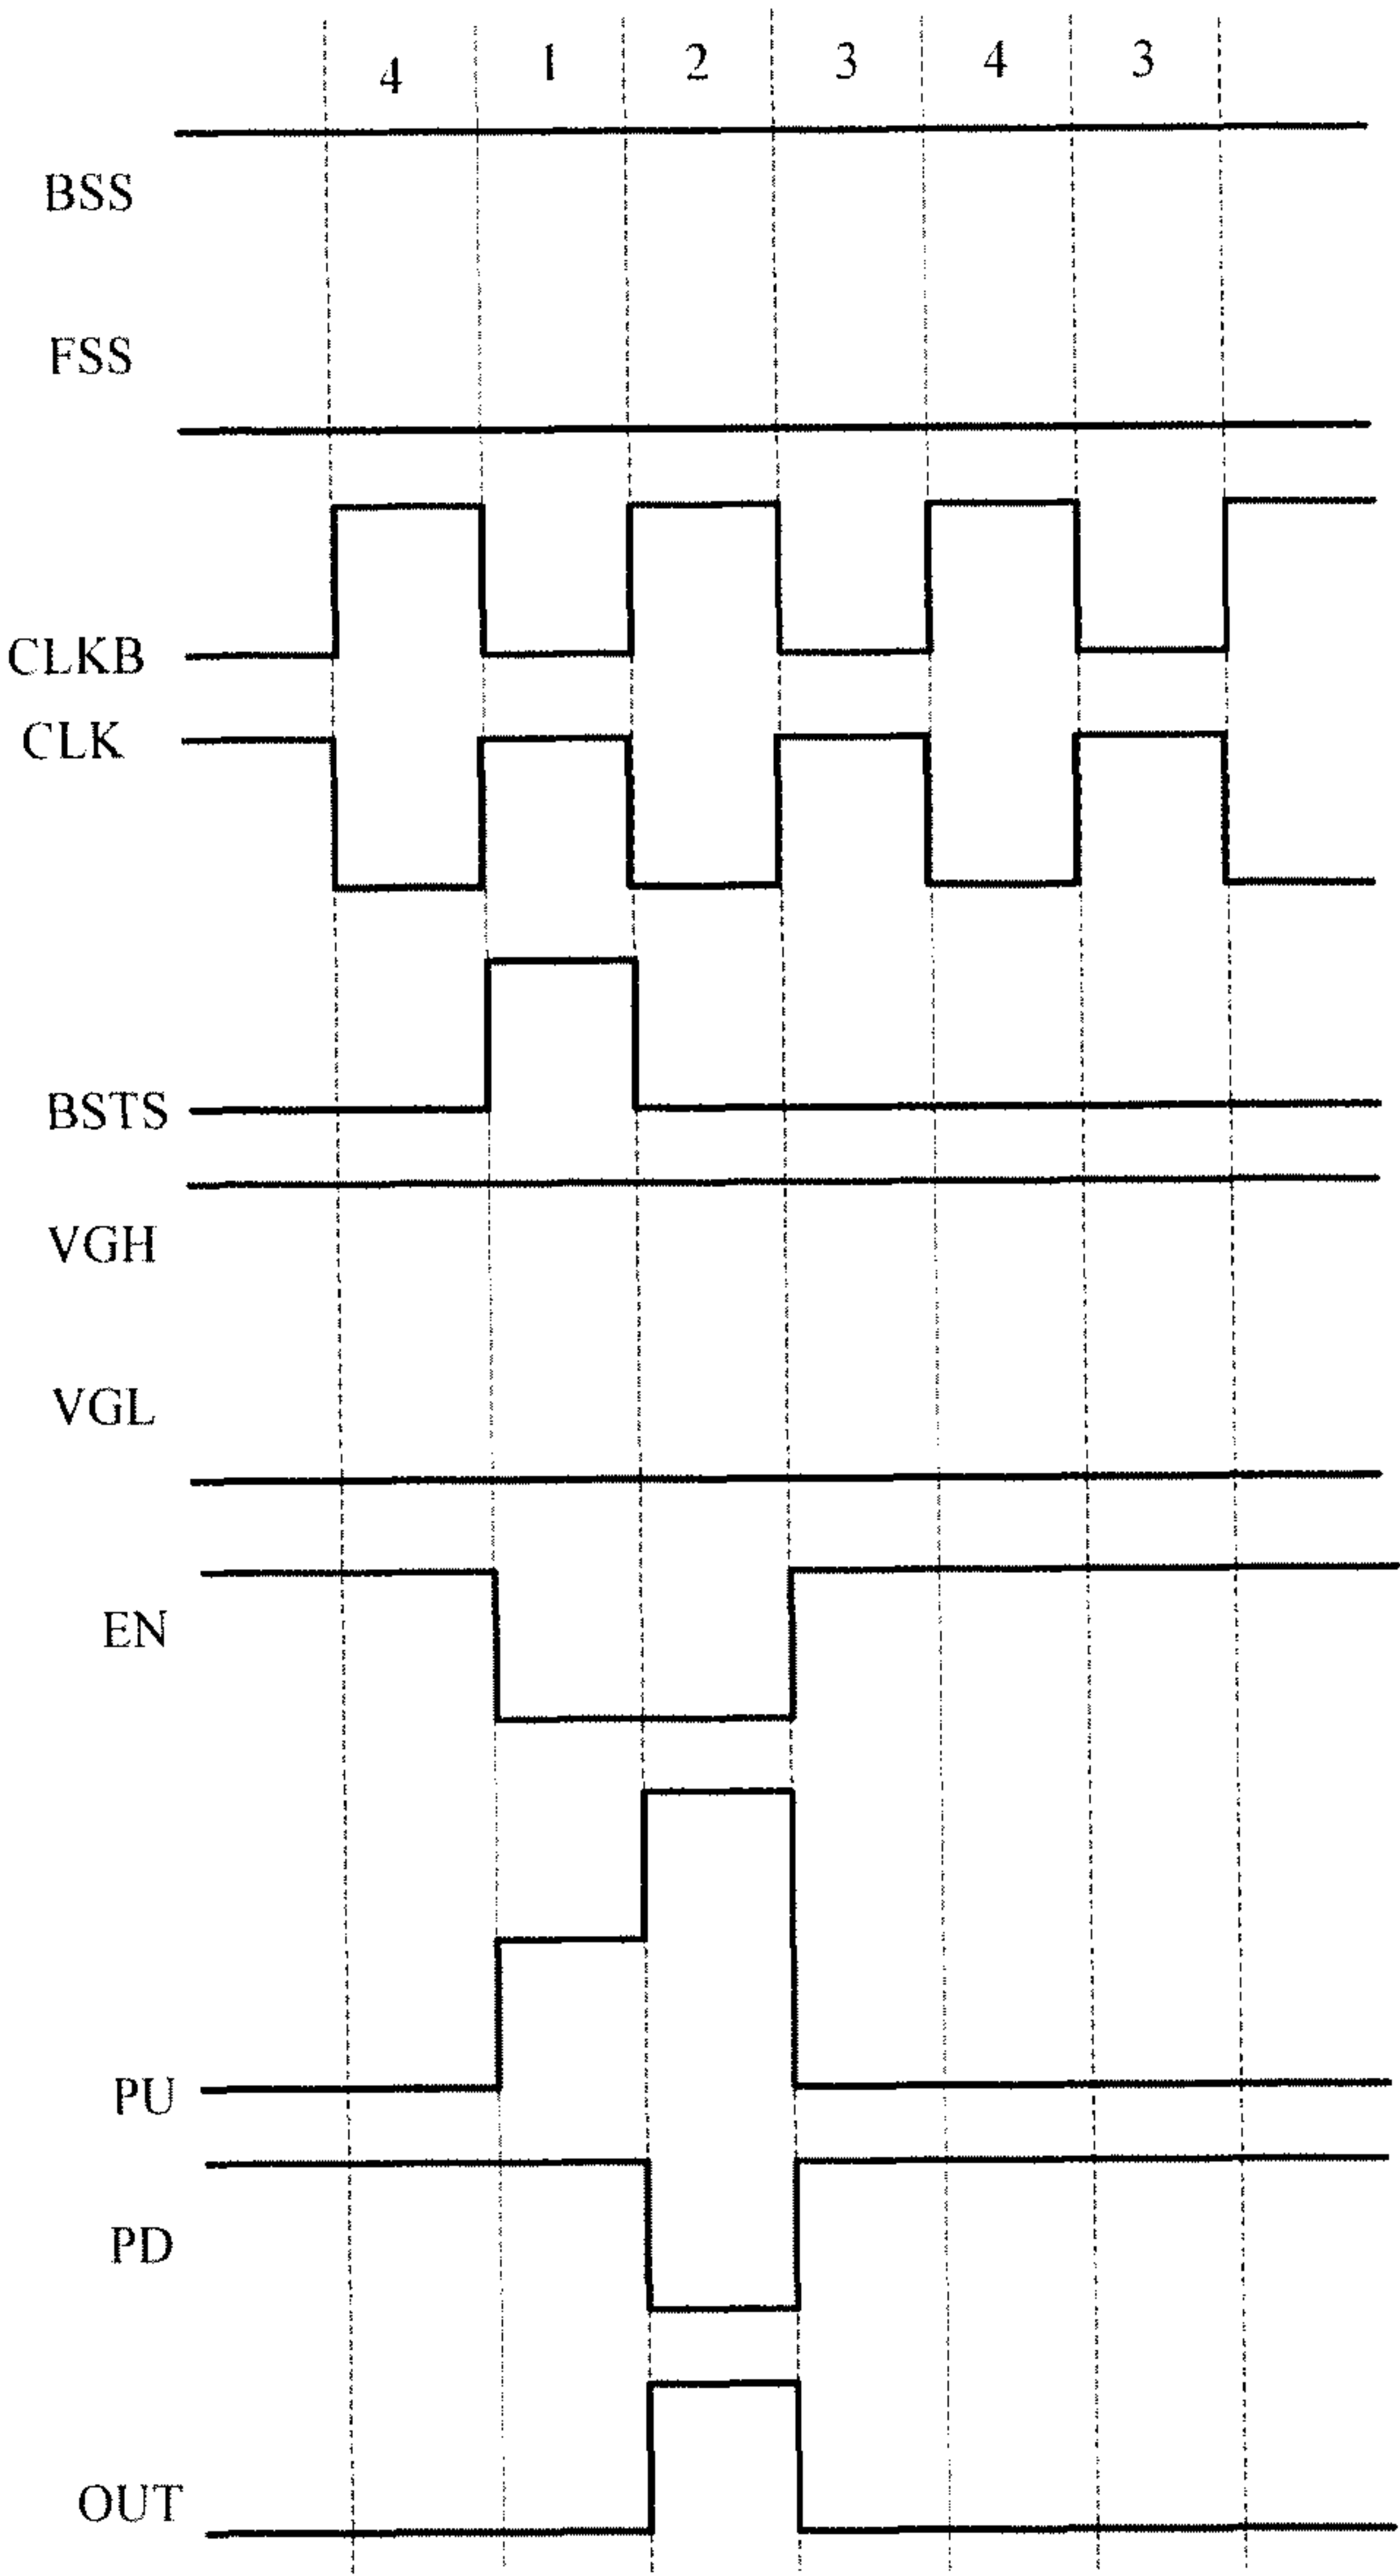 4 1 2 3 4 3
BSS
FSS
CLKB
CLK
BSTS
VGH
VGL
EN
PU
PD
OUT